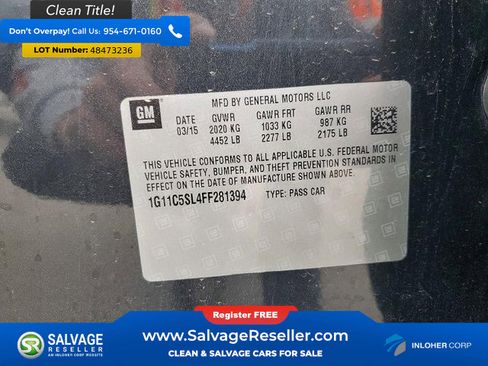 Clean Title!
Don't Overpay! Call us: 954-671-0160
Lot Number: 48473236
GM
MFD BY GENERAL MOTORS LLC
DATE GVWR GAWR FRT GAWR RR
03/15 2020 KG 1033 KG 987 KG
4452 LB 2277 LB 2175 LB
THIS VEHICLE CONFORMS TO ALL APPLICABLE U.S. FEDERAL MOTOR
VEHICLE SAFETY, BUMPER, AND THEFT PREVENTION STANDARDS IN
EFFECT ON THE DATE OF MANUFACTURE SHOWN ABOVE.
1G11C5SL4FF281394 TYPE: PASS CAR
Register FREE
SALVAGE
RESELLER
AN INLOHER CORP WEBSITE
www.SalvageReseller.com
CLEAN & SALVAGE CARS FOR SALE
INLOHER CORP